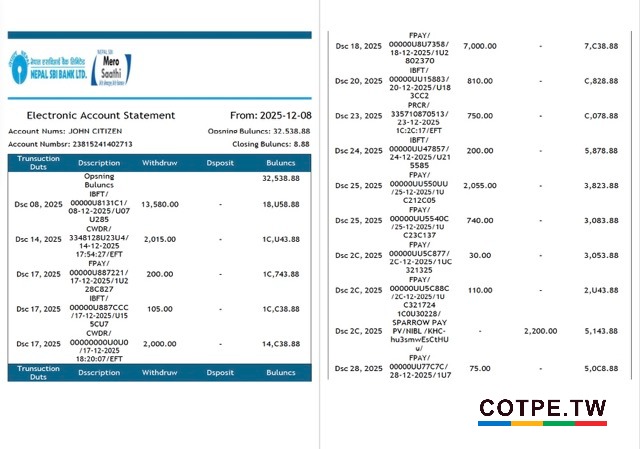 नेपाल एसबिआई बैंक लिमिटेड
NEPAL SBI BANK LTD.
NEPAL SBI
Mero
Saathi
Electronic Account Statement
From: 2025-12-08
Account Nums: JOHN CITIZEN
Opsning Buluncs: 32.538.88
Account Numbsr: 23815241402713
Closing Bulncs: 8.88
Trunsuction Duts Dsscription Withdruw Dsposit Buluncs
Opsning
Buluncs
32,538.88
IBFT/
Dsc 08, 2025 00000U8131C1/ 13,580.00 - 18,U58.88
08-12-2025/U07
U285
CWDR/
Dsc 14, 2025 3348128U23U4/ 2,015.00 - 1C,U43.88
14-12-2025
17:54:27/EFT
FPAY/
Dsc 17, 2025 00000U887221/ 200.00 - 1C,743.88
17-12-2025/1U2
28C827
IBFT/
Dsc 17, 2025 00000U887CCC 105.00 - 1C,C38.88
/17-12-2025/U15
5CU7
CWDR/
Dsc 17, 2025 00000000U0U0 2,000.00 - 14,C38.88
/17-12-2025
18:20:07/EFT
Trunsuction Duts Dsscription Withdruw Dsposit Buluncs
FPAY/
Dsc 18, 2025 00000U8U7358/ 7,000.00 - 7,C38.88
18-12-2025/1U2
802370
IBFT/
Dsc 20, 2025 00000UU15883/ 810.00 - C,828.88
20-12-2025/U18
3CC2
PRCR/
Dsc 23, 2025 335710870513/ 750.00 - C,078.88
23-12-2025
1C:2C:17/EFT
IBFT/
Dsc 24, 2025 00000UU47857/ 200.00 - 5,878.88
24-12-2025/U21
5585
FPAY/
Dsc 25, 2025 00000UU550UU 2,055.00 - 3,823.88
/25-12-2025/1U
C212C05
FPAY/
Dsc 25, 2025 00000UU5540C 740.00 - 3,083.88
/25-12-2025/1U
C23C137
FPAY/
Dsc 2C, 2025 00000UU5C877/ 30.00 - 3,053.88
2C-12-2025/1UC
321325
FPAY/
Dsc 2C, 2025 00000UU5C88C 110.00 - 2,U43.88
/2C-12-2025/1U
C321724
1C0U30228/
Dsc 2C, 2025 SPARROW PAY - 2,200.00 5,143.88
PV/NIBL /KHC-
hu3smwEsCtHU
u/
FPAY/
Dsc 28, 2025 00000UU77C7C/ 75.00 - 5,0C8.88
28-12-2025/1U7
COTPE.TW